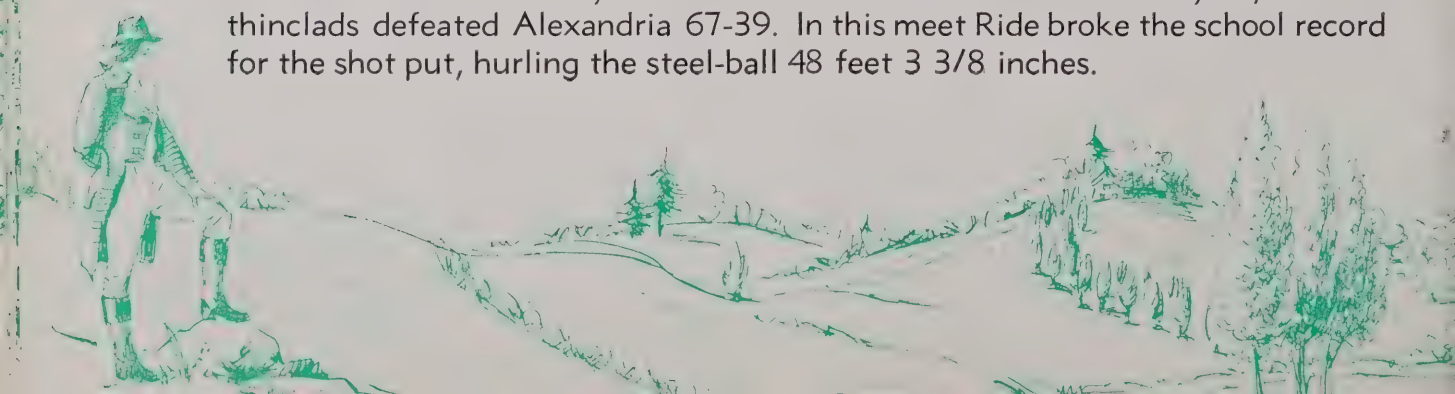 thinclads defeated Alexandria 67-39. In this meet Ride broke the school record
for the shot put, hurling the steel-ball 48 feet 3 3/8 inches.